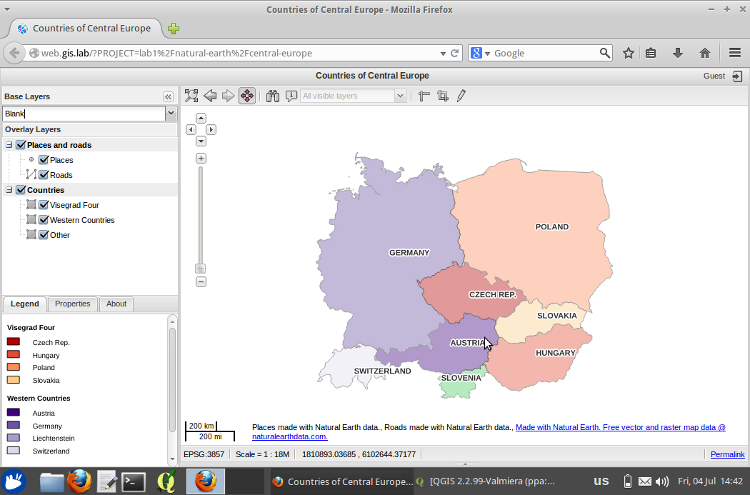 Countries of Central Europe - Mozilla Firefox
Countries of Central Europe
web.gis.lab/?PROJECT=lab1%2Fnatural-earth%2Fcentral-europe
Google
Countries of Central Europe
Guest
Base Layers
All visible layers
Blank
Overlay Layers
Places and roads
Places
Roads
Countries
Visegrad Four
Western Countries
Other
POLAND
GERMANY
CZECH REP.
SLOVAKIA
AUSTRIA
HUNGARY
SWITZERLAND
SLOVENIA
Legend
Properties
About
Visegrad Four
Czech Rep.
Hungary
Poland
Slovakia
Western Countries
Austria
Germany
Liechtenstein
Switzerland
200 km
200 mi
Places made with Natural Earth data., Roads made with Natural Earth data., Made with Natural Earth. Free vector and raster map data @
naturalearthdata.com.
EPSG:3857
Scale = 1 : 18M
1810893.03685 , 6102644.37177
Permalink
Countries of Central Europe...
[QGIS 2.2.99-Valmiera (ppa:...
us
Fri, 04 Jul 14:42